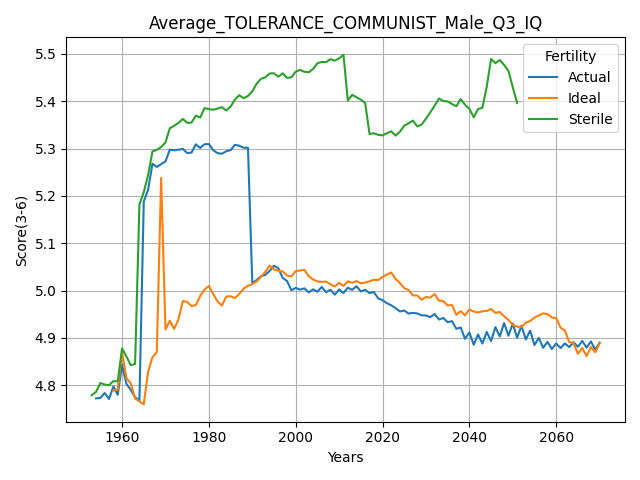 Average_TOLERANCE_COMMUNIST_Male_Q3_IQ
Fertility
Actual
Ideal
Sterile
Score(3-6)
5.5
5.4
5.3
5.2
5.1
5.0
4.9
4.8
1960 1980 2000 2020 2040 2060
Years